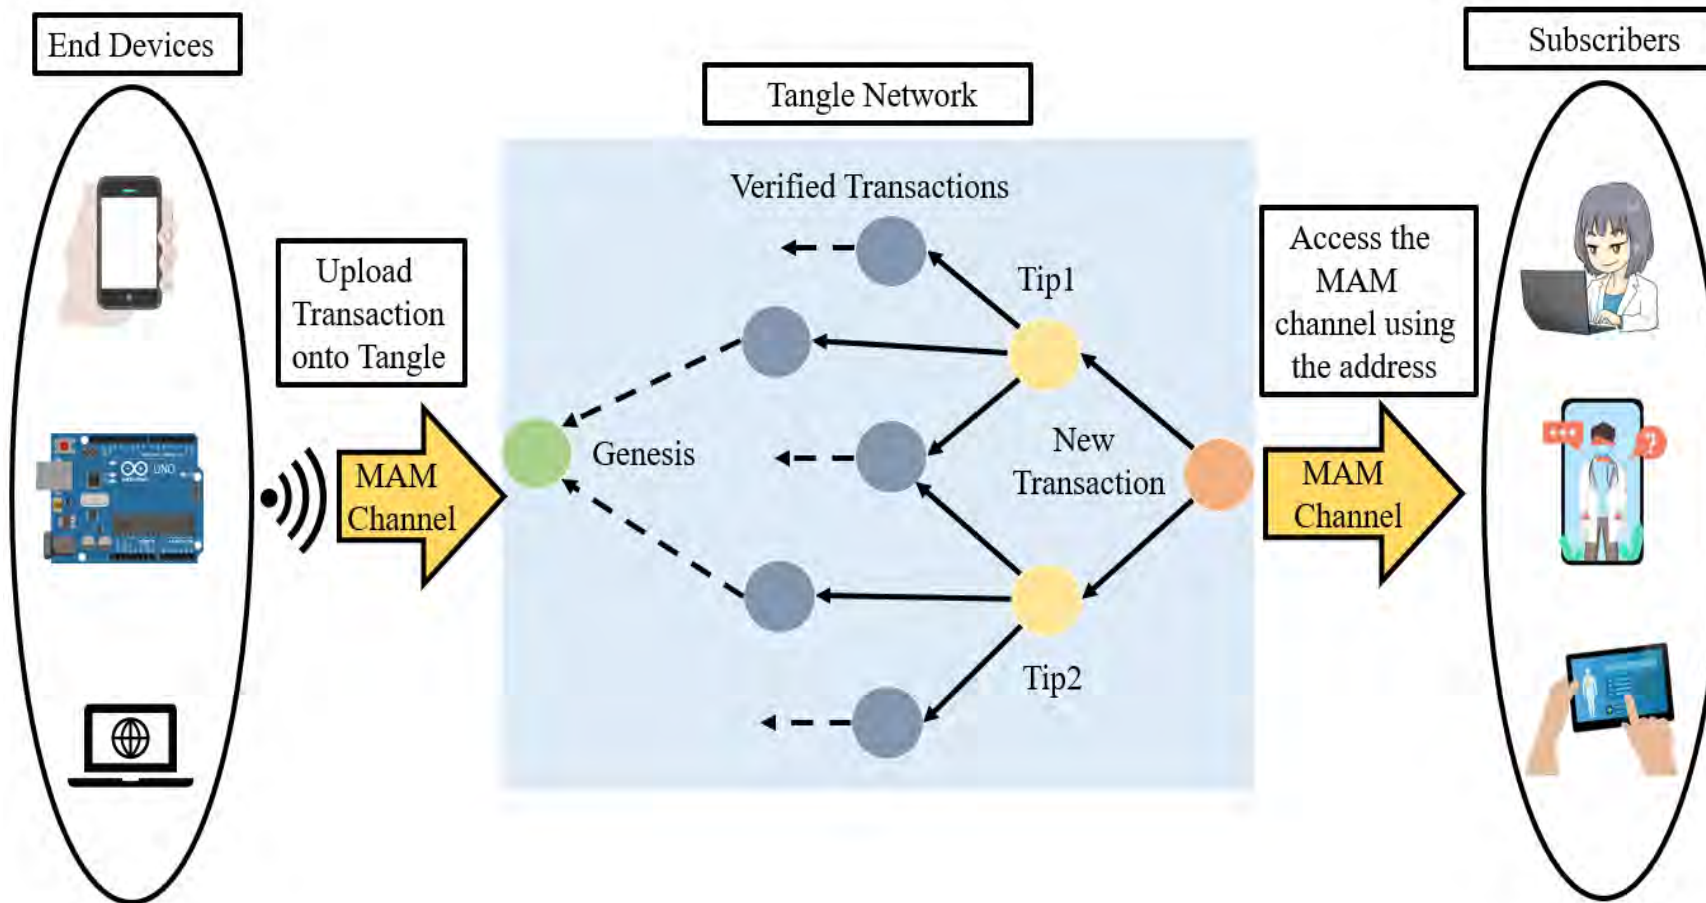 End Devices
Subscribers
Tangle Network
Verified Transactions
Upload
Transaction
onto Tangle
Access the
MAM
channel using
the address
Tip1
Genesis
New
Transaction
MAM
Channel
MAM
Channel
Tip2
UNO
?